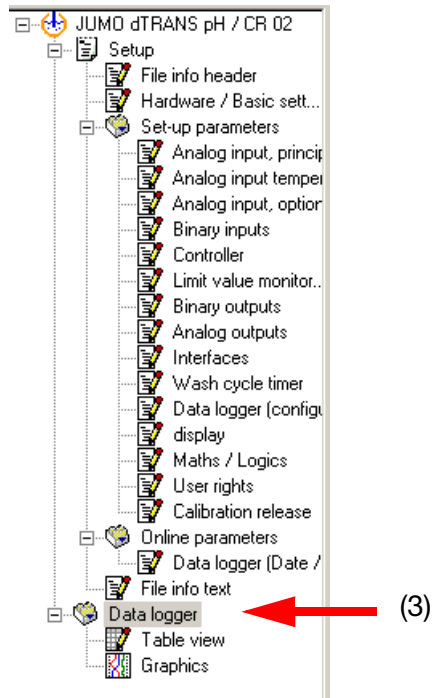 JUMO dTRANS pH / CR 02
Setup
File info header
Hardware / Basic sett...
Set-up parameters
Analog input, princip
Analog input temper
Analog input, option
Binary inputs
Controller
Limit value monitor..
Binary outputs
Analog outputs
Interfaces
Wash cycle timer
Data logger (configu
display
Maths / Logics
User rights
Calibration release
Online parameters
Data logger (Date /
File info text
Data logger (3)
Table view
Graphics